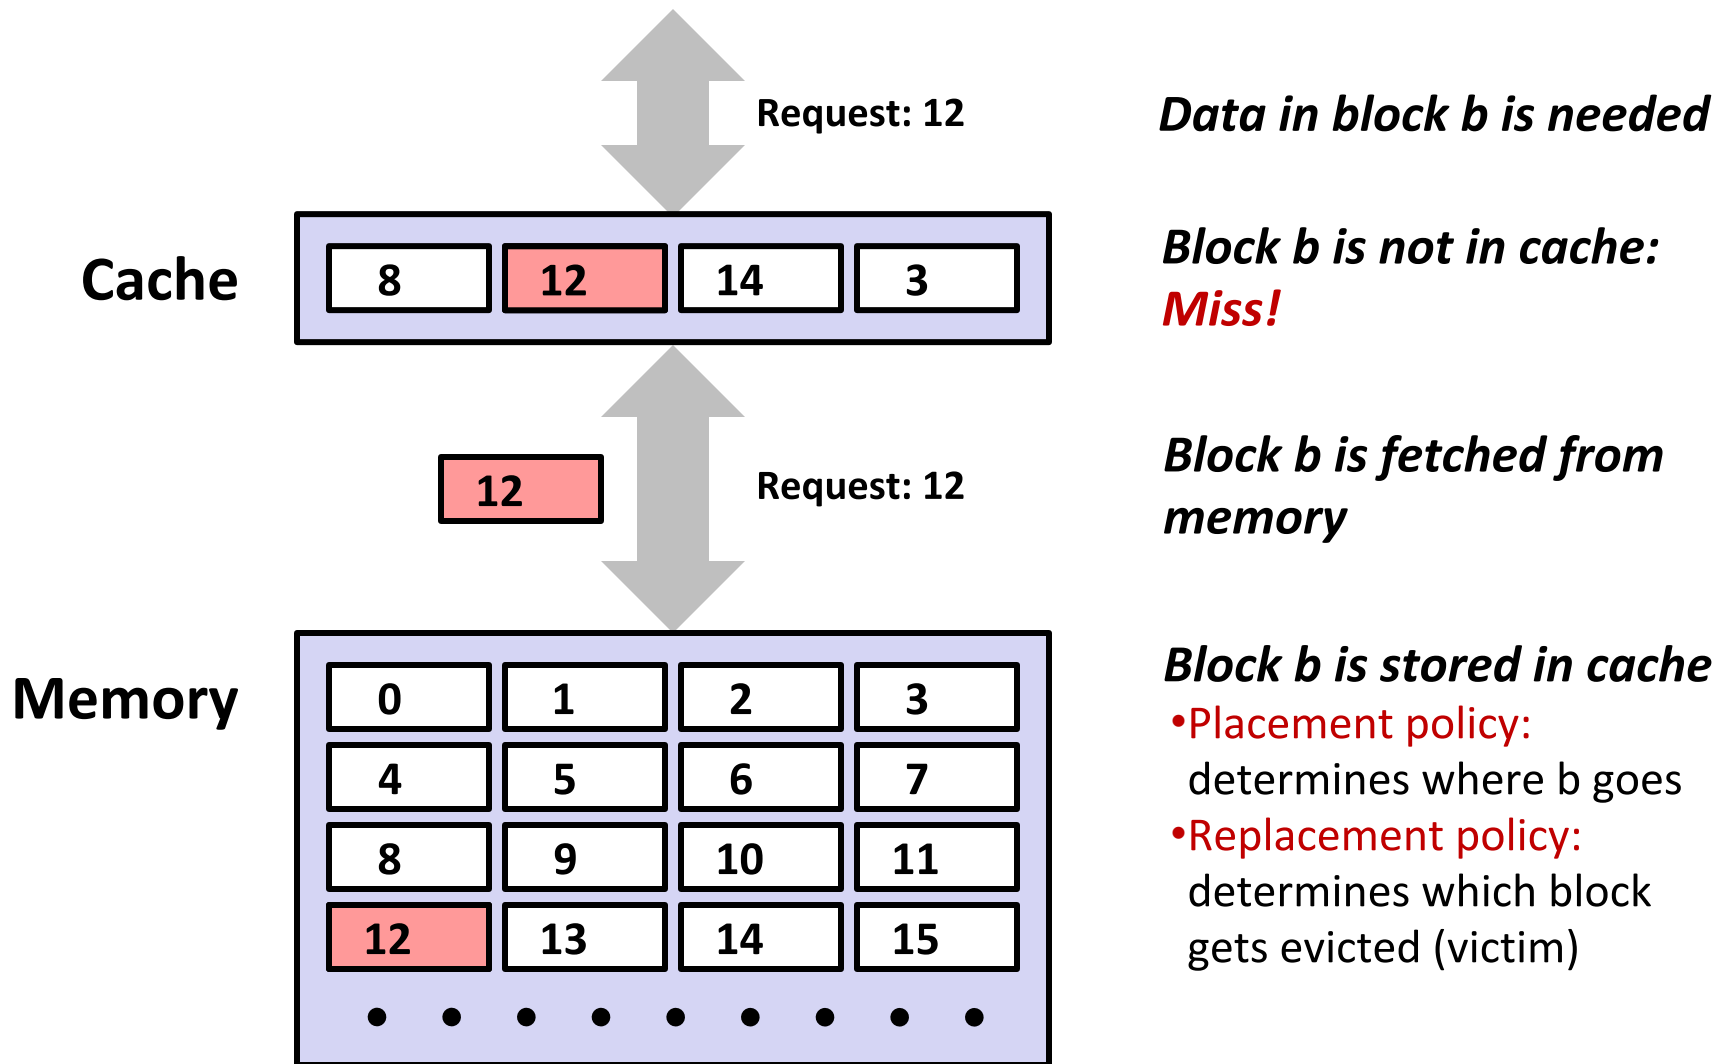 Request: 12
Data in block b is needed
Cache
8 12 14 3
Block b is not in cache:
Miss!
12
Request: 12
Block b is fetched from
memory
Memory
0 1 2 3
4 5 6 7
8 9 10 11
12 13 14 15
Block b is stored in cache
•Placement policy:
determines where b goes
•Replacement policy:
determines which block
gets evicted (victim)